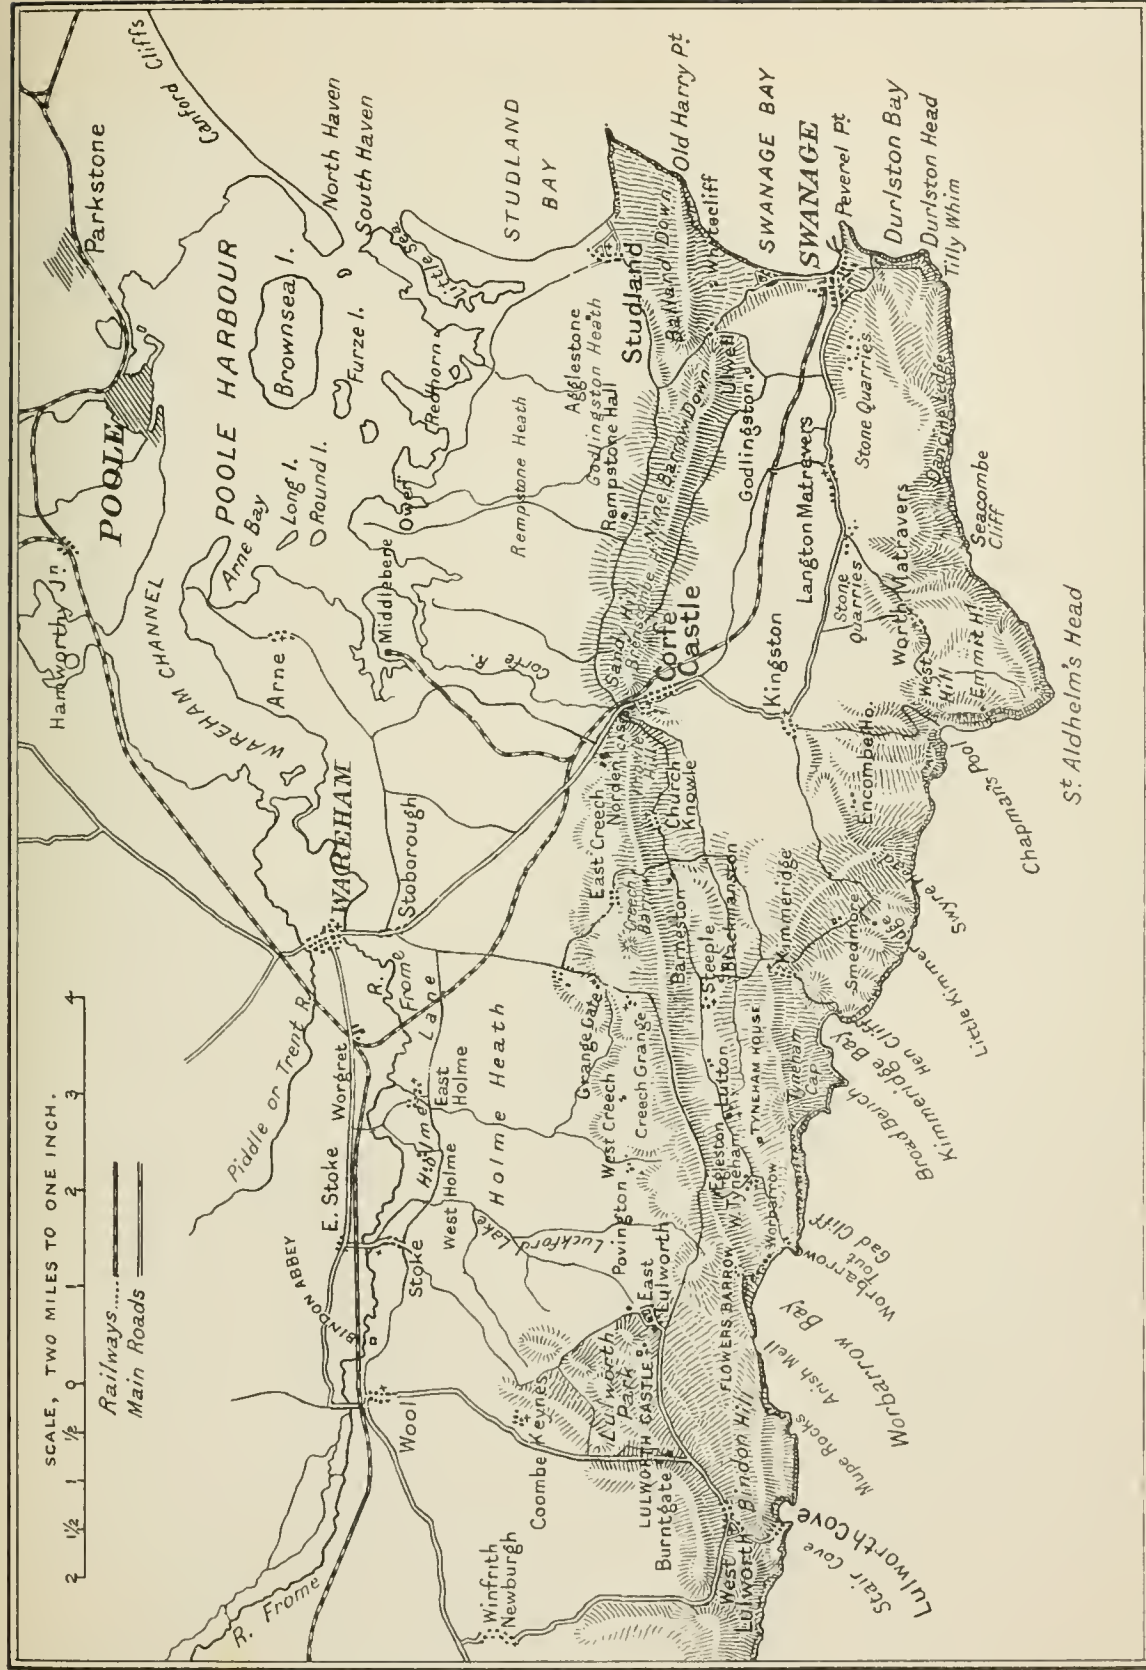 SCALE, TWO MILES TO ONE INCH.
2 1½ 1 ½ 0 1 2 3 4
Railways.....
Main Roads
R. Frome
Piddle or Trent R.
BINDON ABBEY
E. Stoke
Worgret
WAREHAM
WAREHAM CHANNEL
Hamworthy Jn.
POOLE
Parkstone
Canford Cliffs
Wool
Stoke
Holme
East
Holme
West
Holme
R. Frome
Lane
Stoborough
Arne
Arne Bay
POOLE HARBOUR
Long I.
Round I.
Brownsea I.
Furze I.
North Haven
South Haven
Little Sea
Middlebene
Corfe R.
Ower
Redhorn
STUDLAND
BAY
Winfrith
Newburgh
Coombe Keynes
Lake
Luckford
Holme Heath
Rempstone Heath
Agglestone
Godlingston Heath
Rempstone Hall
Studland
Ballard Down
Old Harry Pt.
Whitecliff
SWANAGE BAY
SWANAGE
Peverel Pt.
Durlston Bay
Durlston Head
Tilly Whim
Lulworth
Park
LULWORTH CASTLE
Burntgate
East
Lulworth
Povington
West Creech
Creech Grange
Grange Gate
East Creech
Creech
Barrow
Norden
Sandy Hill
Nine Barrow Down
Ulwell
Godlingston
Corfe
Castle
Church
Knowle
Barneston
Steeple
Blackmanston
Lutton
Egleston
W. Tyneham
TYNEHAM HOUSE
Tyneham
Cap
FLOWERS BARROW
Bindon Hill
West
Lulworth
Worbarrow
Kimmeridge
Smedmore
Encombe Ho.
Kingston
Langton Matravers
Stone
Quarries
Stone Quarries
Worth Matravers
West
Hill
Emmit Hl.
Dancing Ledge
Seacombe
Cliff
St. Aldhelm's Head
Chapmans Pool
Swyre Head
Little Kimmeridge
Hen Cliff
Kimmeridge Bay
Broad Bench
Gad Cliff
Worbarrow
Tout
Worbarrow Bay
Arish Mell
Mupe Rocks
Lulworth Cove
Stair Cove